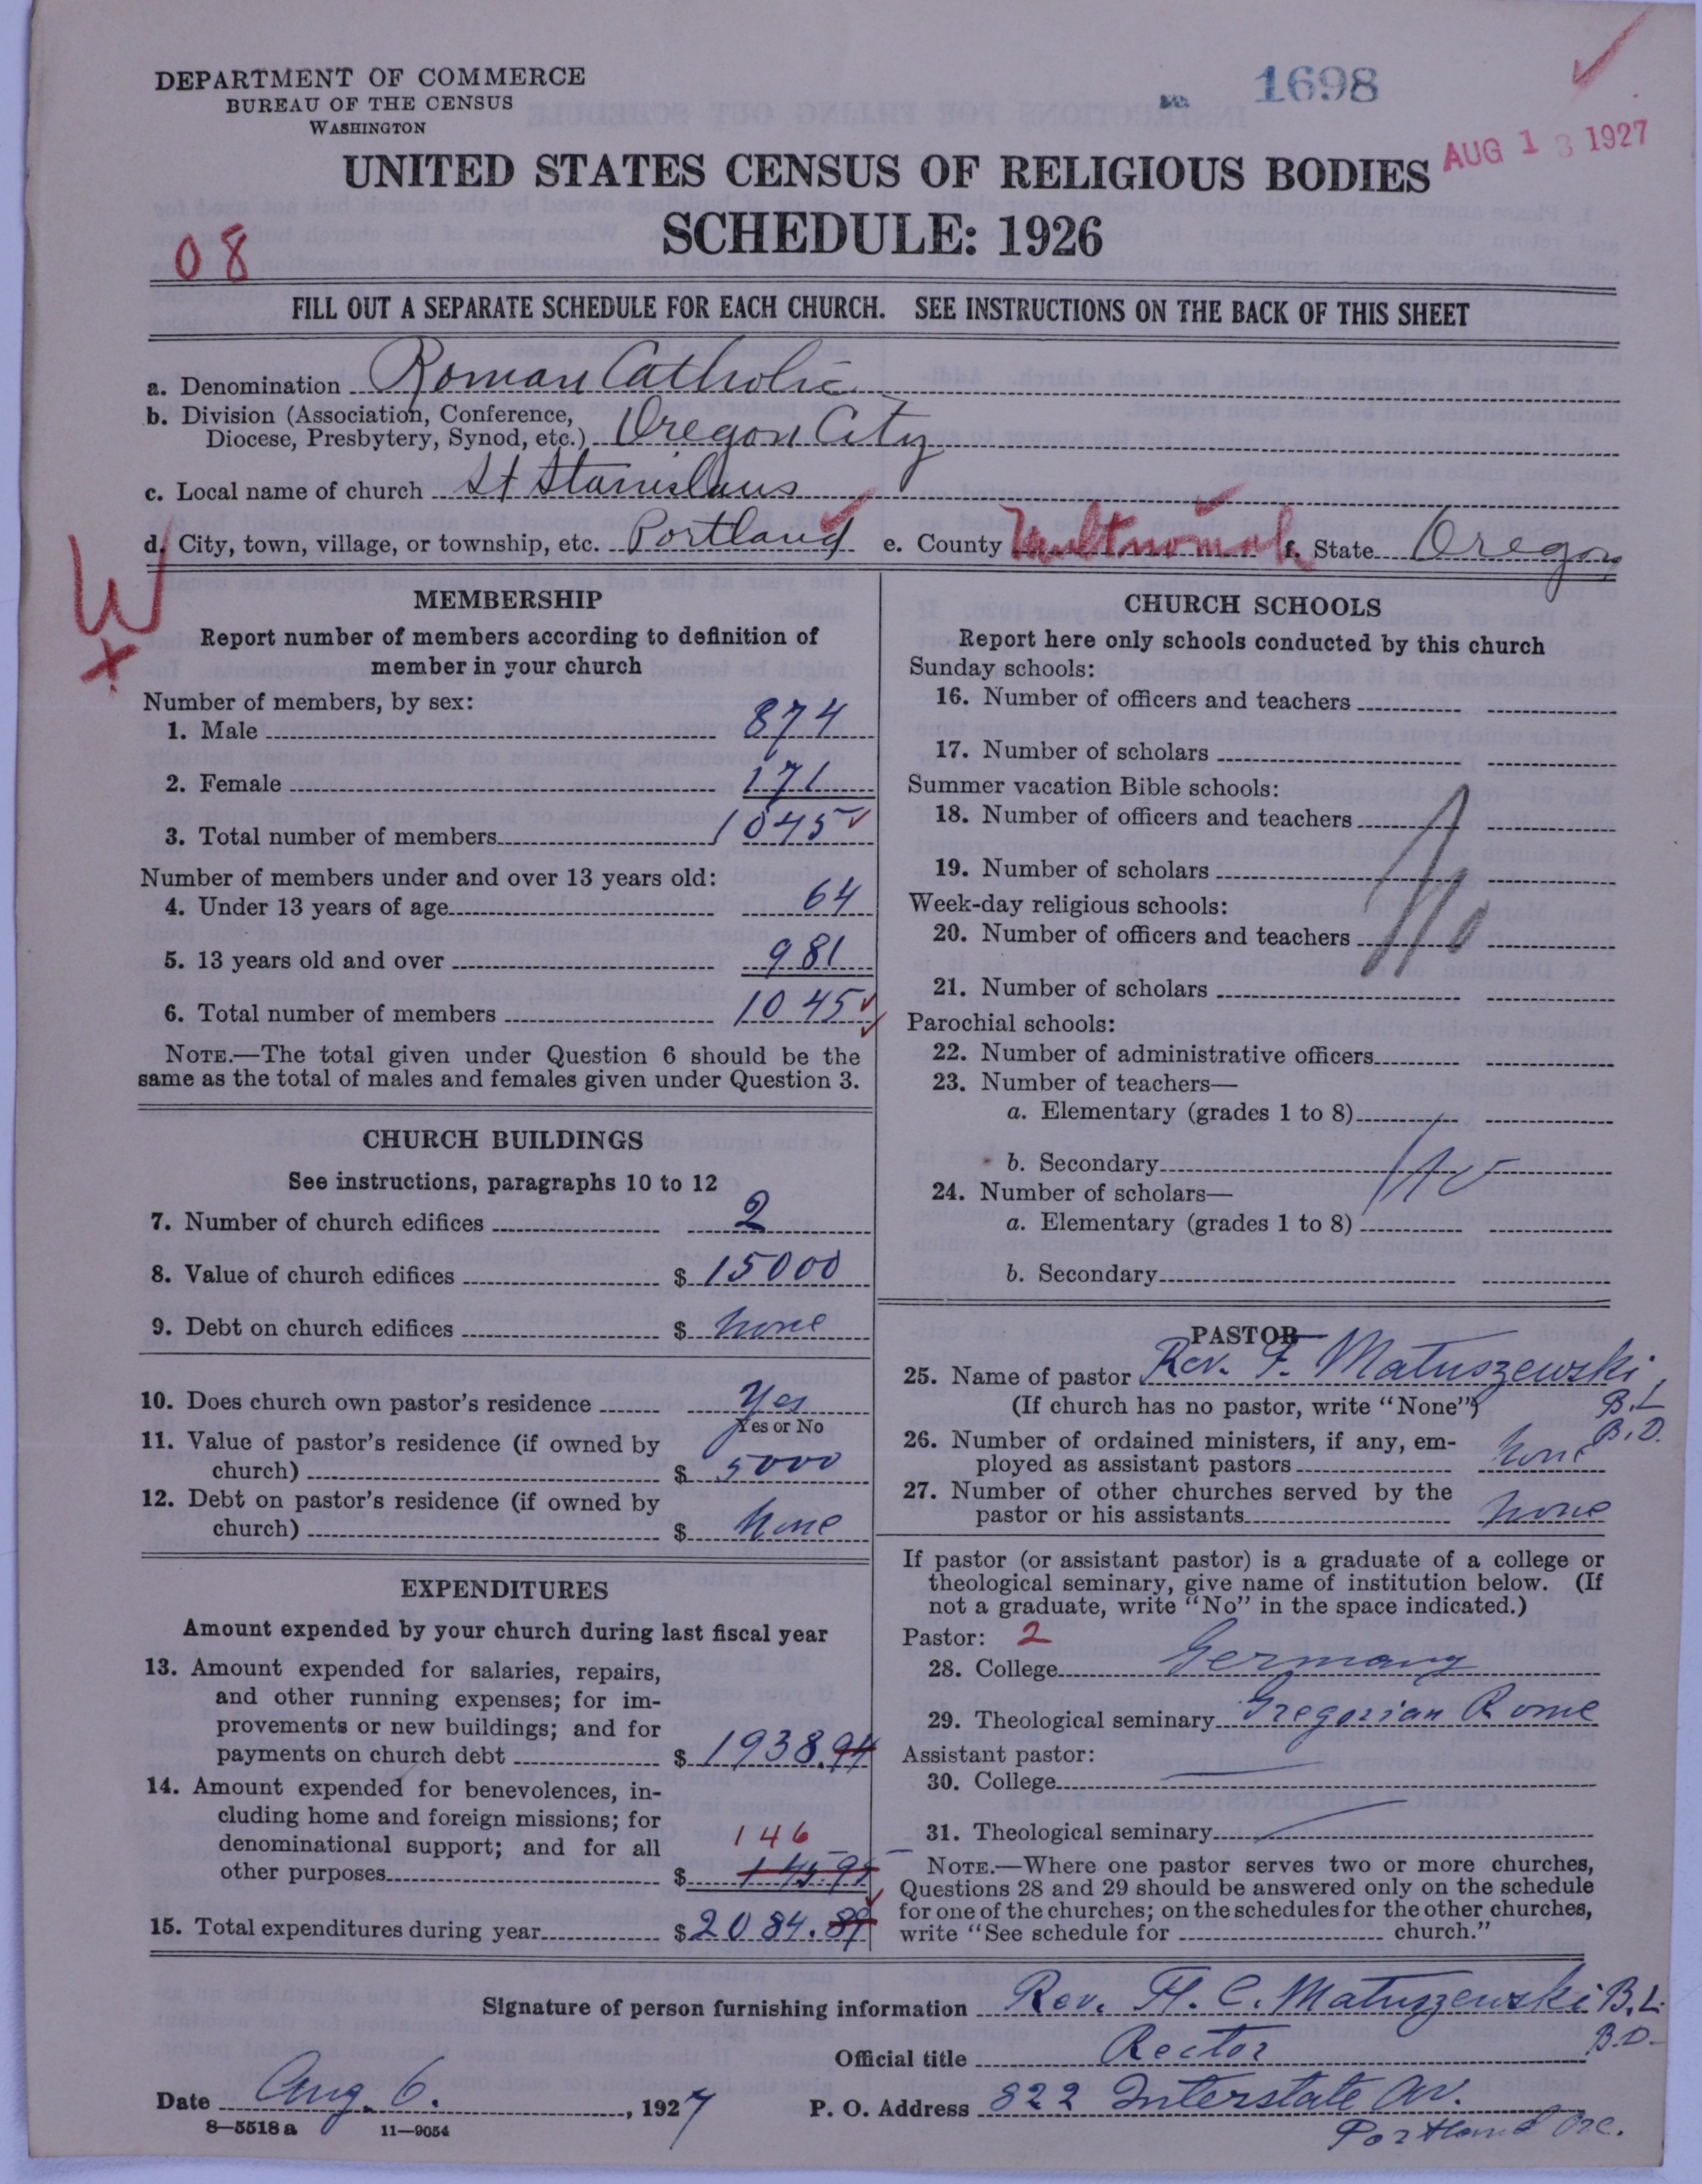 DEPARTMENT OF COMMERCE
BUREAU OF THE CENSUS
WASHINGTON
1698
AUG 13 1927
UNITED STATES CENSUS OF RELIGIOUS BODIES
SCHEDULE: 1926
08
FILL OUT A SEPARATE SCHEDULE FOR EACH CHURCH. SEE INSTRUCTIONS ON THE BACK OF THIS SHEET
a. Denomination Roman Catholic
b. Division (Association, Conference,
Diocese, Presbytery, Synod, etc.) Oregon City
c. Local name of church St Stanislaus
d. City, town, village, or township, etc. Portland e. County Multnomah f. State Oregon
W
x
MEMBERSHIP
Report number of members according to definition of
member in your church
Number of members, by sex:
1. Male 874
2. Female 171
3. Total number of members 1045
Number of members under and over 13 years old:
4. Under 13 years of age 64
5. 13 years old and over 981
6. Total number of members 1045
NOTE.—The total given under Question 6 should be the
same as the total of males and females given under Question 3.
CHURCH BUILDINGS
See instructions, paragraphs 10 to 12
7. Number of church edifices 2
8. Value of church edifices $ 15000
9. Debt on church edifices $ none
10. Does church own pastor's residence Yes
Yes or No
11. Value of pastor's residence (if owned by
church) $ 5000
12. Debt on pastor's residence (if owned by
church) $ None
EXPENDITURES
Amount expended by your church during last fiscal year
13. Amount expended for salaries, repairs,
and other running expenses; for im-
provements or new buildings; and for
payments on church debt $ 1938.94
14. Amount expended for benevolences, in-
cluding home and foreign missions; for
denominational support; and for all
146
other purposes $ 145.95
15. Total expenditures during year $ 2084.89
CHURCH SCHOOLS
Report here only schools conducted by this church
Sunday schools:
16. Number of officers and teachers
17. Number of scholars
Summer vacation Bible schools:
18. Number of officers and teachers
19. Number of scholars
No
Week-day religious schools:
20. Number of officers and teachers
21. Number of scholars
Parochial schools:
22. Number of administrative officers
23. Number of teachers—
a. Elementary (grades 1 to 8)
b. Secondary
No
24. Number of scholars—
a. Elementary (grades 1 to 8)
b. Secondary
PASTOR
25. Name of pastor Rev. F. Matuszewski,
(If church has no pastor, write "None") B.L.
B.D.
26. Number of ordained ministers, if any, em-
ployed as assistant pastors none
27. Number of other churches served by the
pastor or his assistants none
If pastor (or assistant pastor) is a graduate of a college or
theological seminary, give name of institution below. (If
not a graduate, write "No" in the space indicated.)
Pastor: 2
28. College Germany
29. Theological seminary Gregorian Rome
Assistant pastor:
30. College
31. Theological seminary
NOTE.—Where one pastor serves two or more churches,
Questions 28 and 29 should be answered only on the schedule
for one of the churches; on the schedules for the other churches,
write "See schedule for church."
Signature of person furnishing information Rev. F. C. Matuszewski B.L.
B.D.
Official title Rector
Date Aug. 6., 1927 P. O. Address 822 Interstate Av.
Portland Ore.
8—5518 a 11—9054